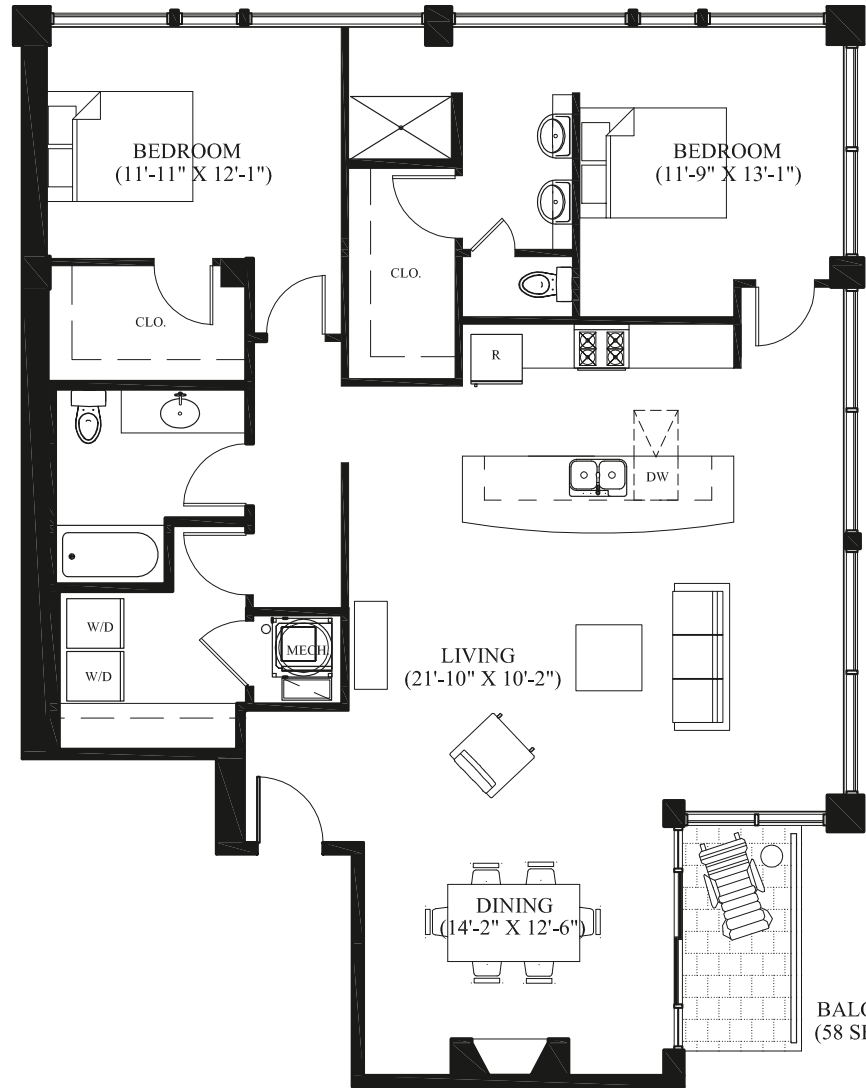 BEDROOM
(11'-11" X 12'-1")
BEDROOM
(11'-9" X 13'-1")
CLO.
CLO.
R
DW
W/D
W/D
MECH.
LIVING
(21'-10" X 10'-2")
DINING
(14'-2" X 12'-6")
(58